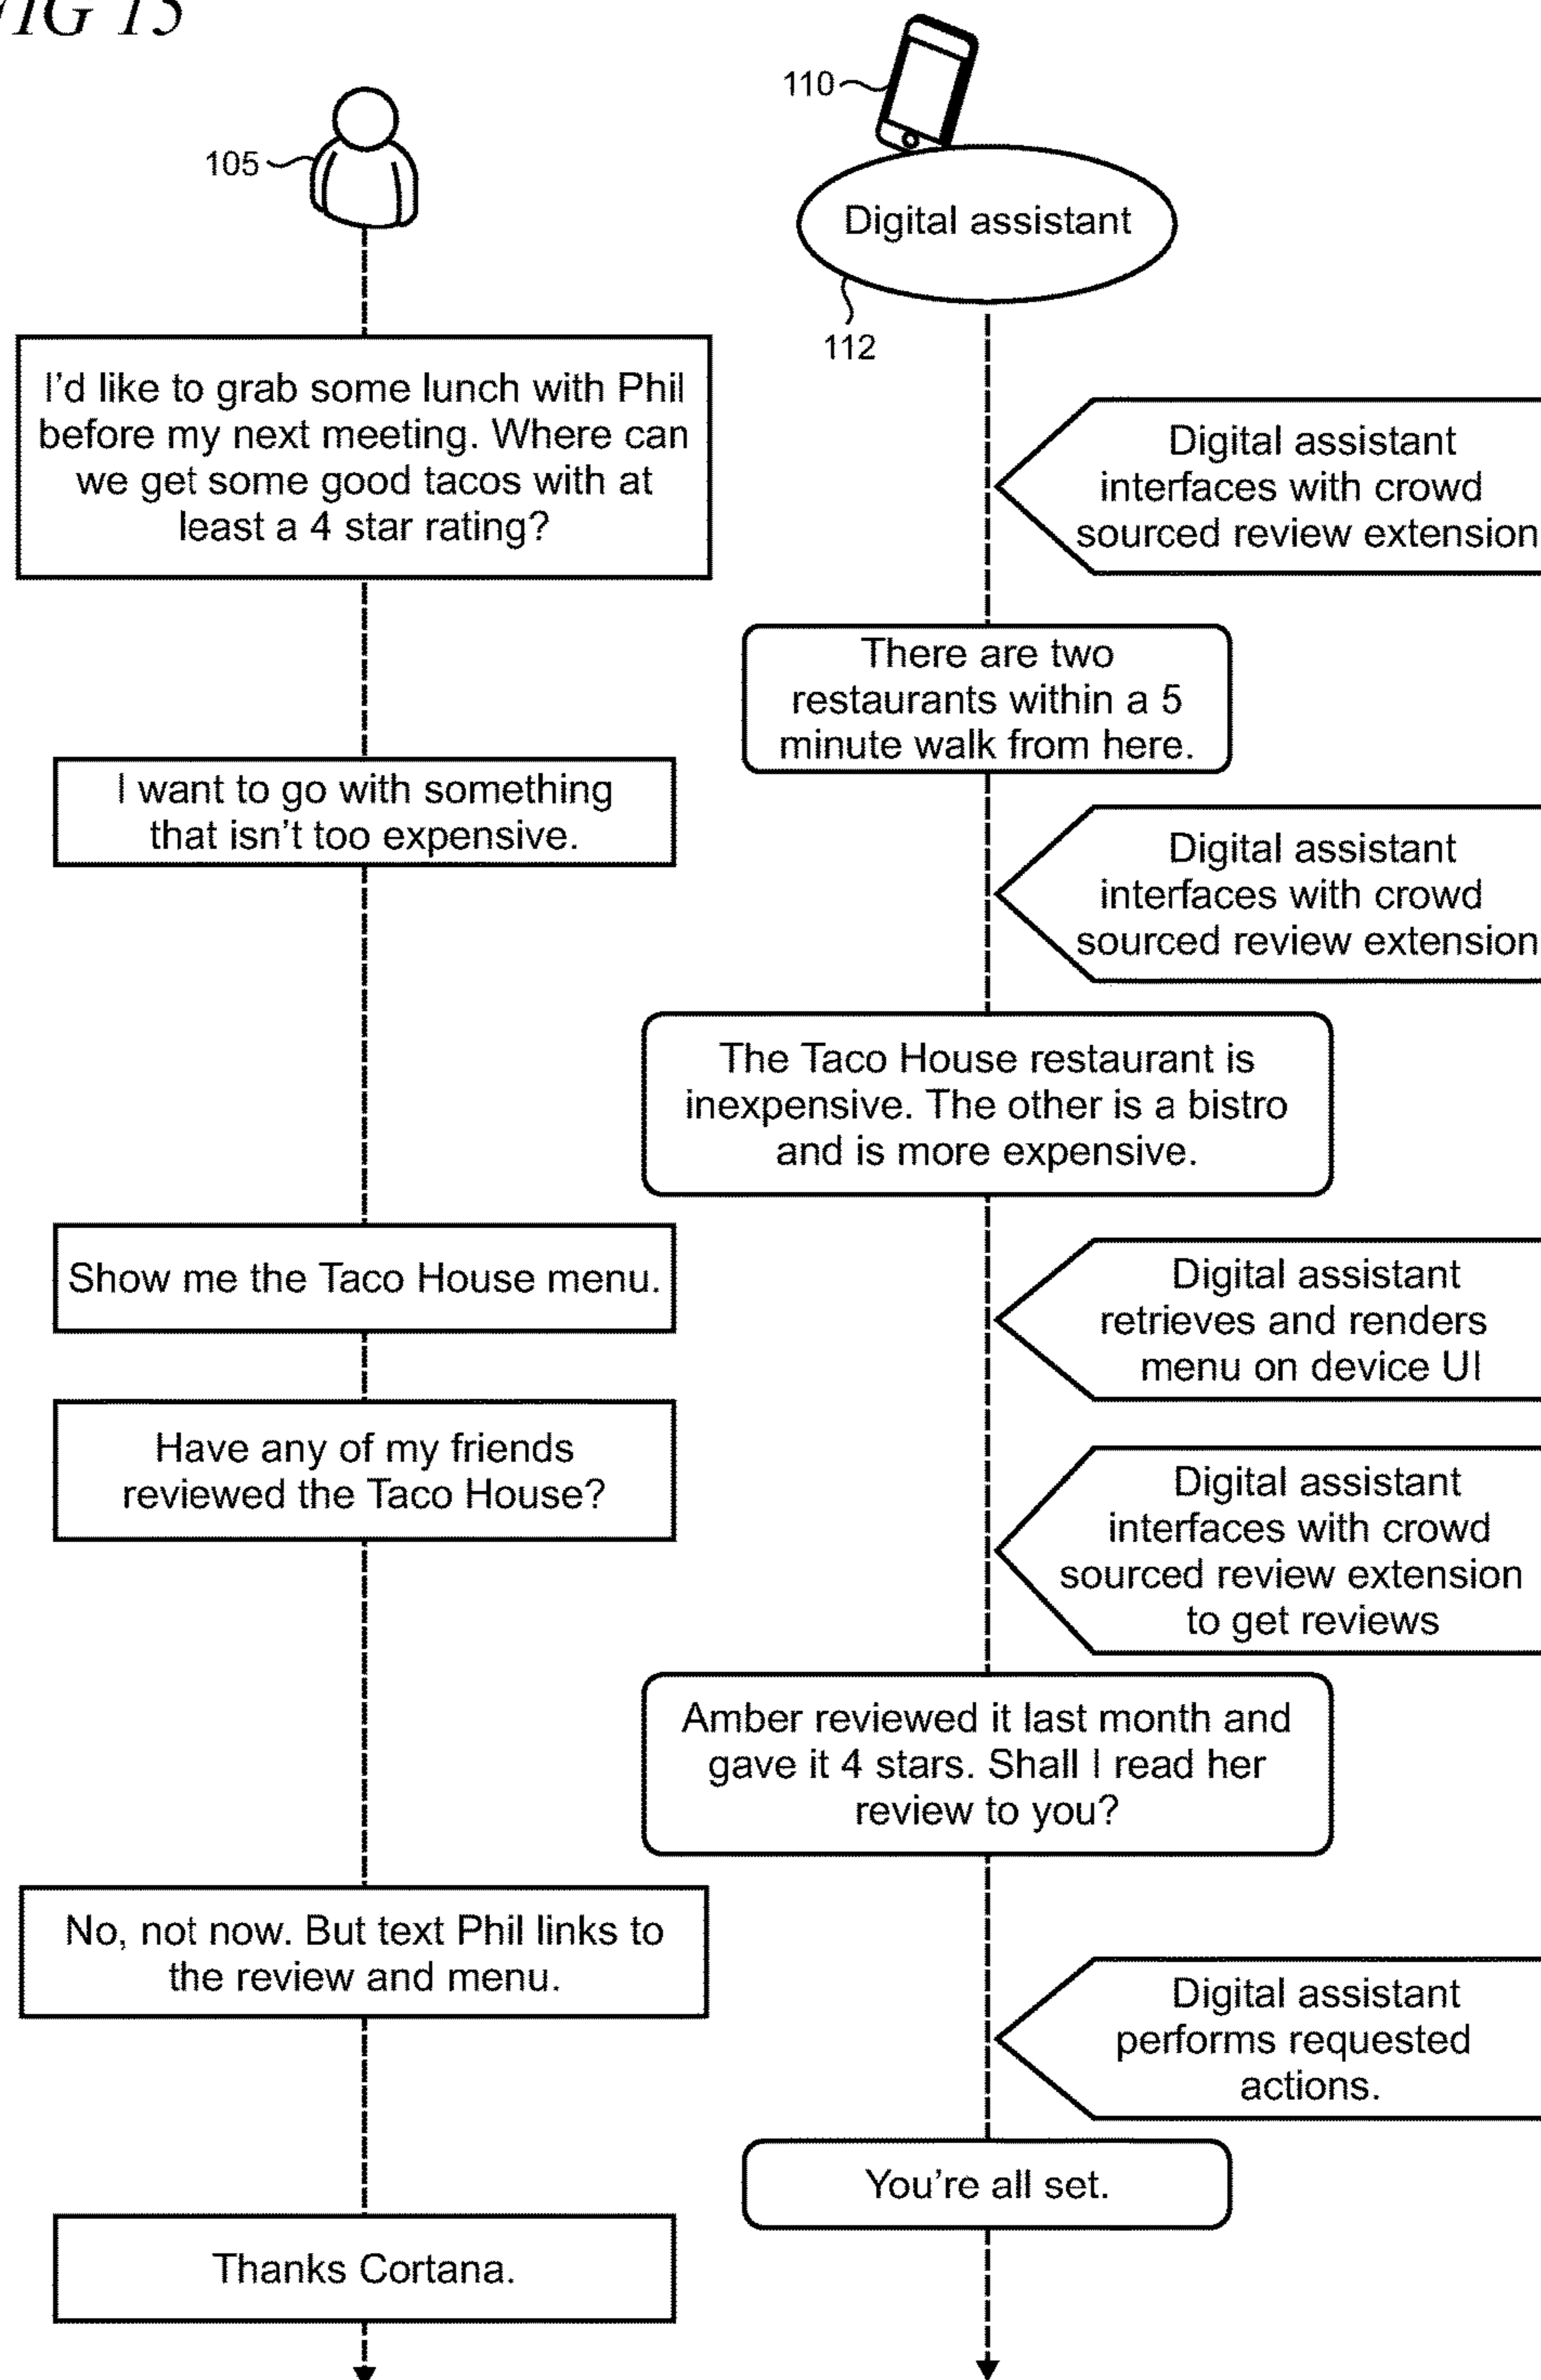 FIG 15
110
105
Digital assistant
112
I'd like to grab some lunch with Phil
before my next meeting. Where can
we get some good tacos with at
least a 4 star rating?
Digital assistant
interfaces with crowd
sourced review extension
There are two
restaurants within a 5
minute walk from here.
I want to go with something
that isn't too expensive.
Digital assistant
interfaces with crowd
sourced review extension
The Taco House restaurant is
inexpensive. The other is a bistro
and is more expensive.
Show me the Taco House menu.
Digital assistant
retrieves and renders
menu on device UI
Have any of my friends
reviewed the Taco House?
Digital assistant
interfaces with crowd
sourced review extension
to get reviews
Amber reviewed it last month and
gave it 4 stars. Shall I read her
review to you?
No, not now. But text Phil links to
the review and menu.
Digital assistant
performs requested
actions.
You're all set.
Thanks Cortana.